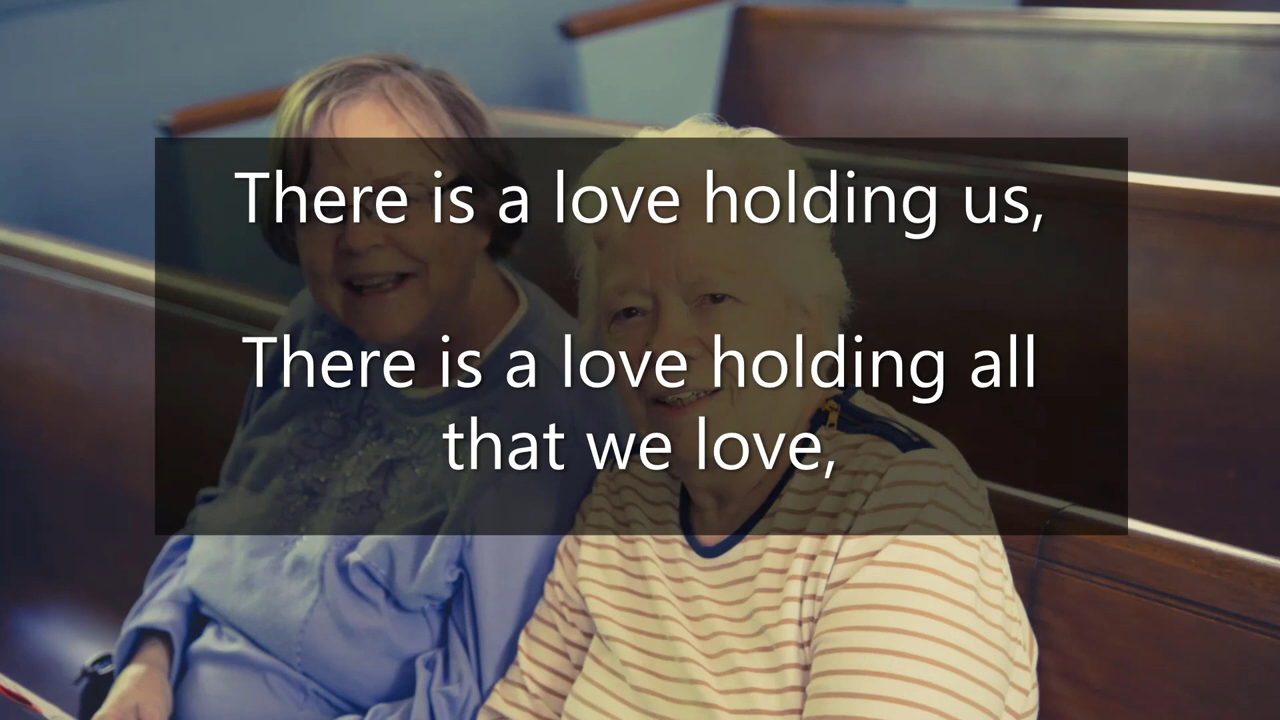 There is a love holding us,
There is a love holding all
that we love,